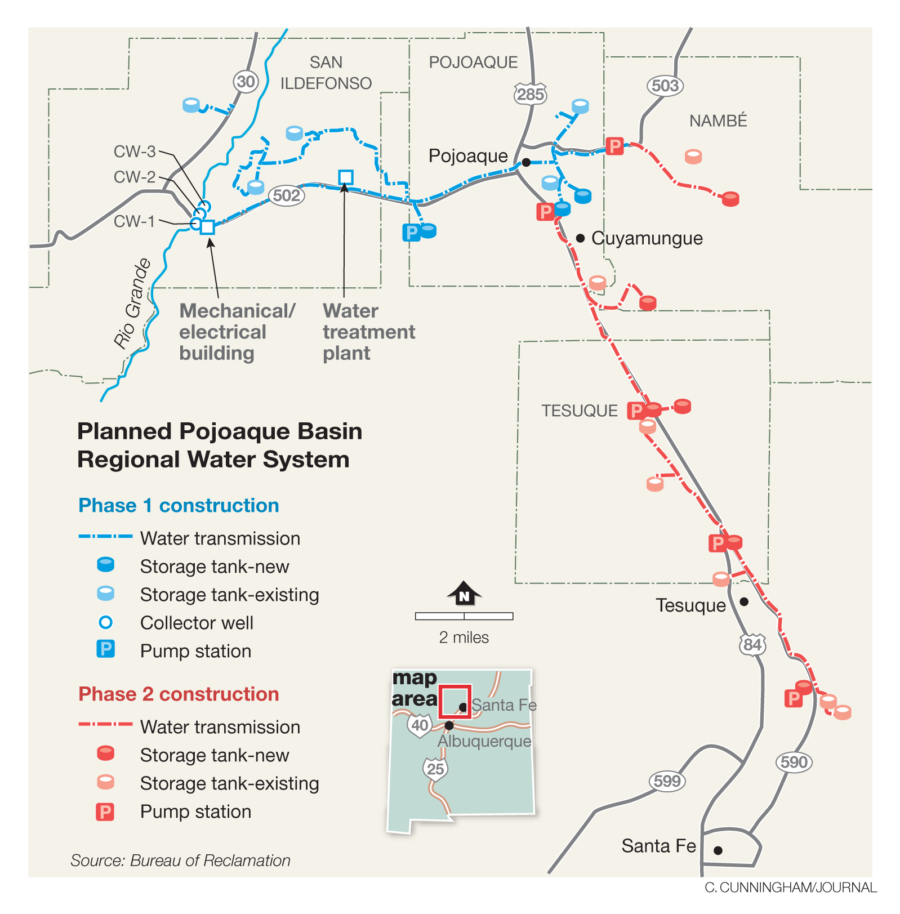 SAN
ILDEFONSO
POJOAQUE
30
285
503
NAMBÉ
CW-3
CW-2
CW-1
Pojoaque
502
P
P
P
P
Cuyamungue
Rio Grande
Mechanical/
electrical
building
Water
treatment
plant
TESUQUE
P
Planned Pojoaque Basin
Regional Water System
Phase 1 construction
Water transmission
Storage tank-new
Storage tank-existing
Collector well
P
Pump station
Phase 2 construction
Water transmission
Storage tank-new
Storage tank-existing
P
Pump station
Source: Bureau of Reclamation
N
2 miles
map
area
Santa Fe
40
Albuquerque
25
P
Tesuque
84
P
590
599
Santa Fe
C. CUNNINGHAM/JOURNAL